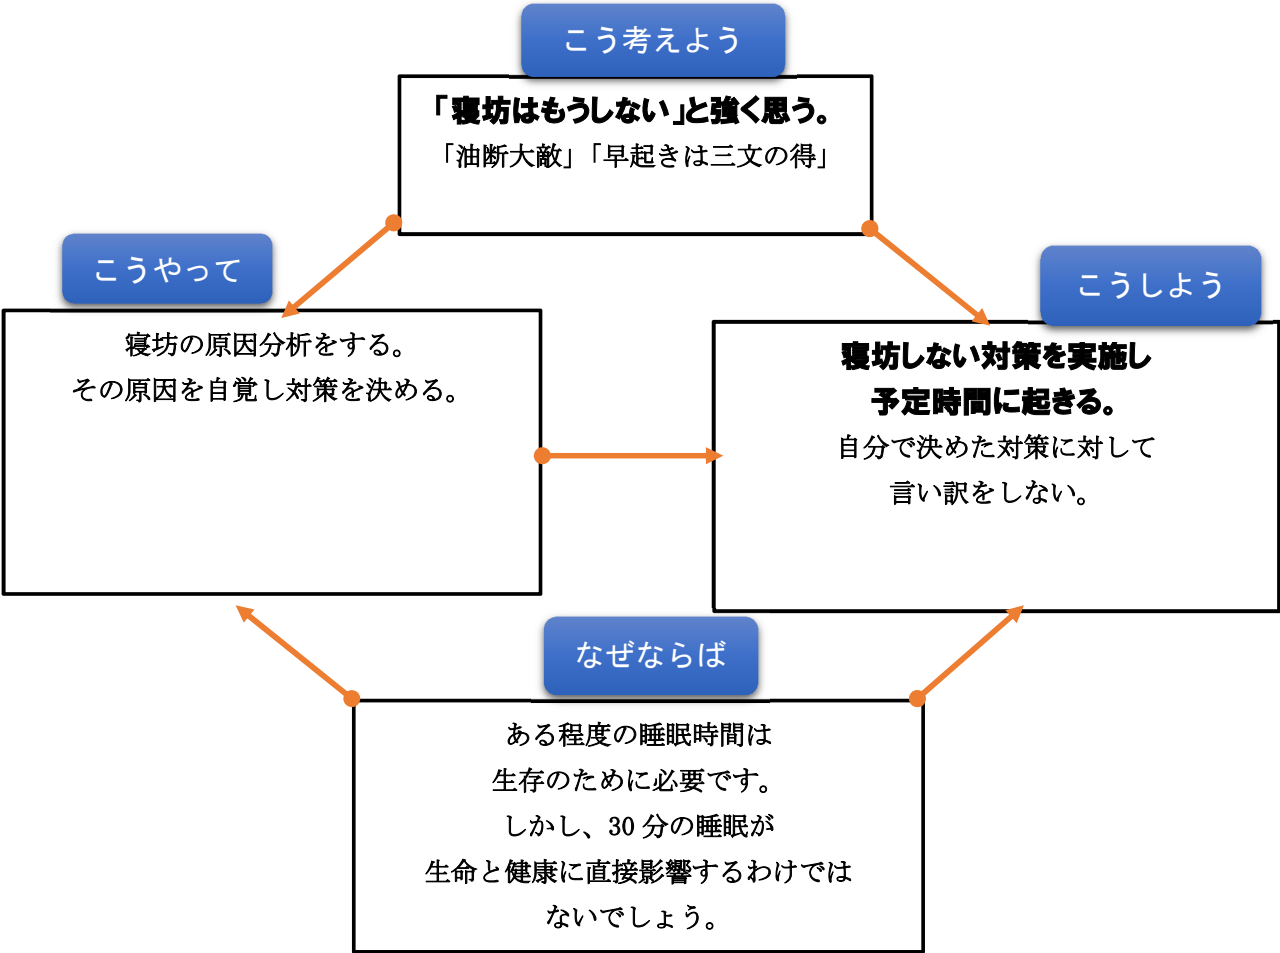 こう考えよう
「寝坊はもうしない」と強く思う。
「油断大敵」「早起きは三文の得」
こうやって
寝坊の原因分析をする。
その原因を自覚し対策を決める。
こうしよう
寝坊しない対策を実施し
予定時間に起きる。
自分で決めた対策に対して
言い訳をしない。
なぜならば
ある程度の睡眠時間は
生存のために必要です。
しかし、30 分の睡眠が
生命と健康に直接影響するわけでは
ないでしょう。